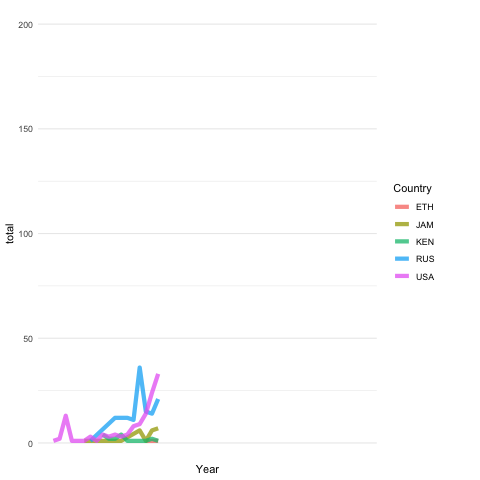 200
150
100
50
0
total
Year
Country
ETH
JAM
KEN
RUS
USA